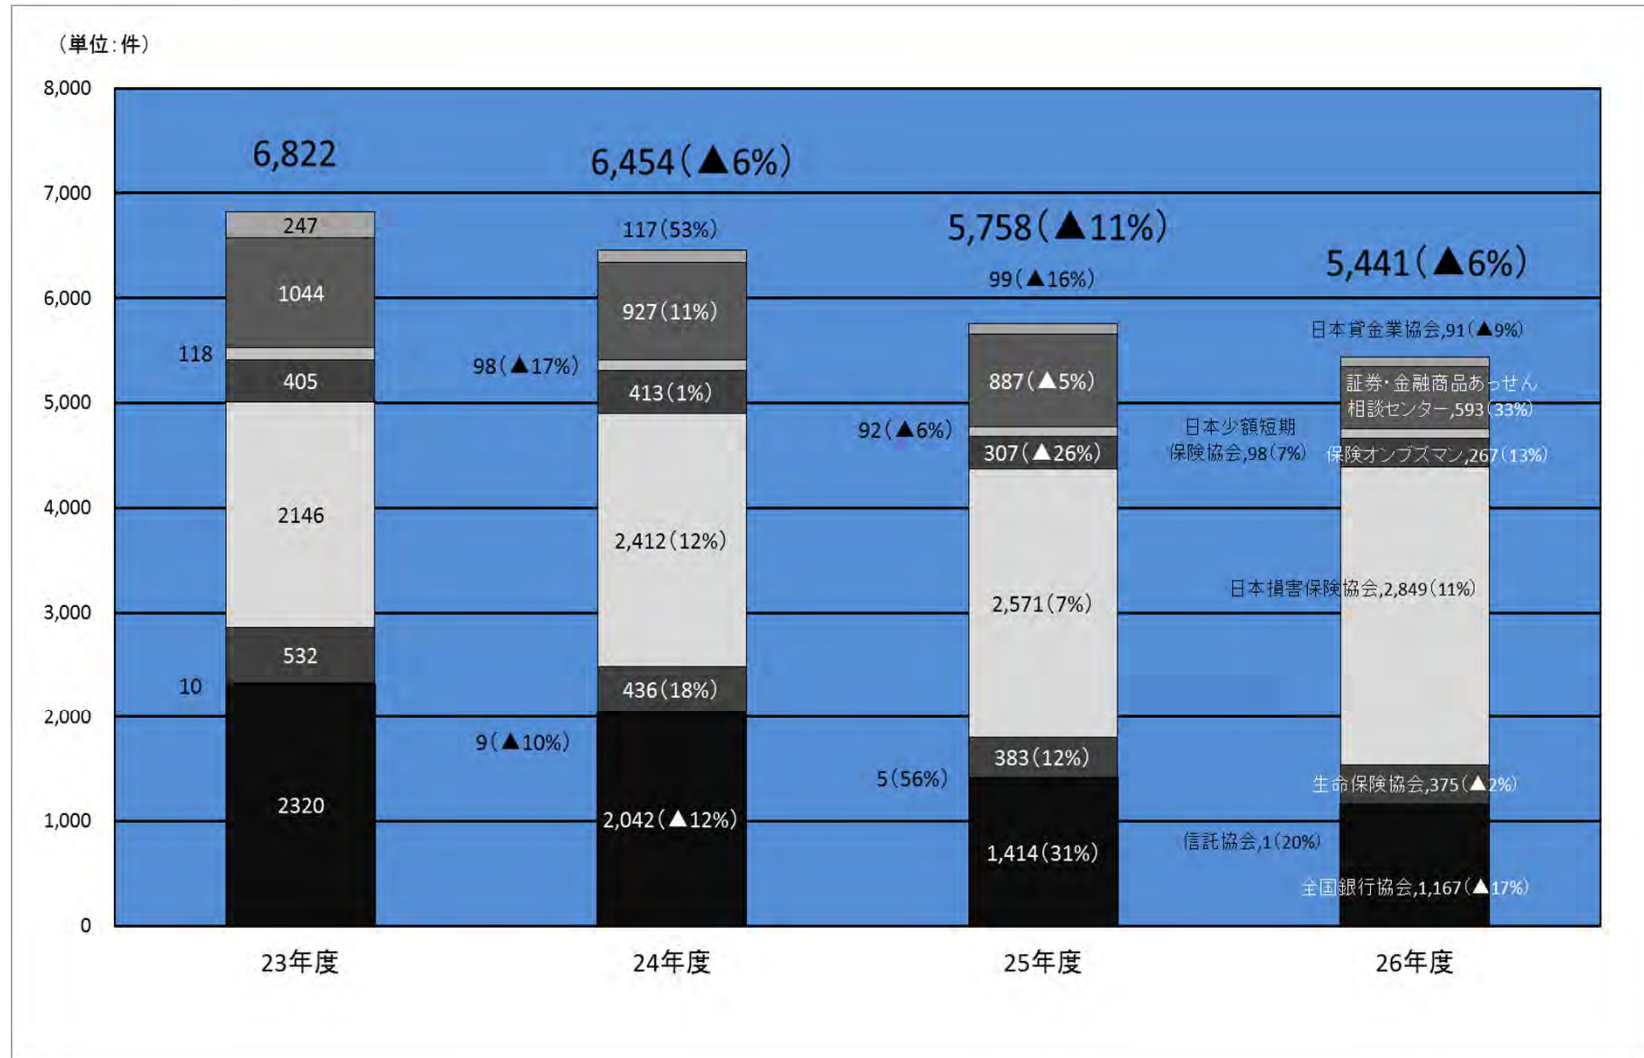 （単位：件）
8,000
7,000
6,000
5,000
4,000
3,000
2,000
1,000
0
6,822
247
1044
118
405
2146
532
10
2320
23年度
6,454(▲6%)
117(53%)
927(11%)
98(▲17%)
413(1%)
2,412(12%)
436(18%)
9(▲10%)
2,042(▲12%)
24年度
5,758(▲11%)
99(▲16%)
887(▲5%)
92(▲6%)
307(▲26%)
2,571(7%)
383(12%)
5(56%)
1,414(31%)
25年度
5,441(▲6%)
日本貸金業協会,91(▲9%)
証券・金融商品あっせん
相談センター,593(33%)
日本少額短期
保険協会,98(7%)
保険オンブズマン,267(13%)
日本損害保険協会,2,849(11%)
生命保険協会,375(▲2%)
信託協会,1(20%)
全国銀行協会,1,167(▲17%)
26年度